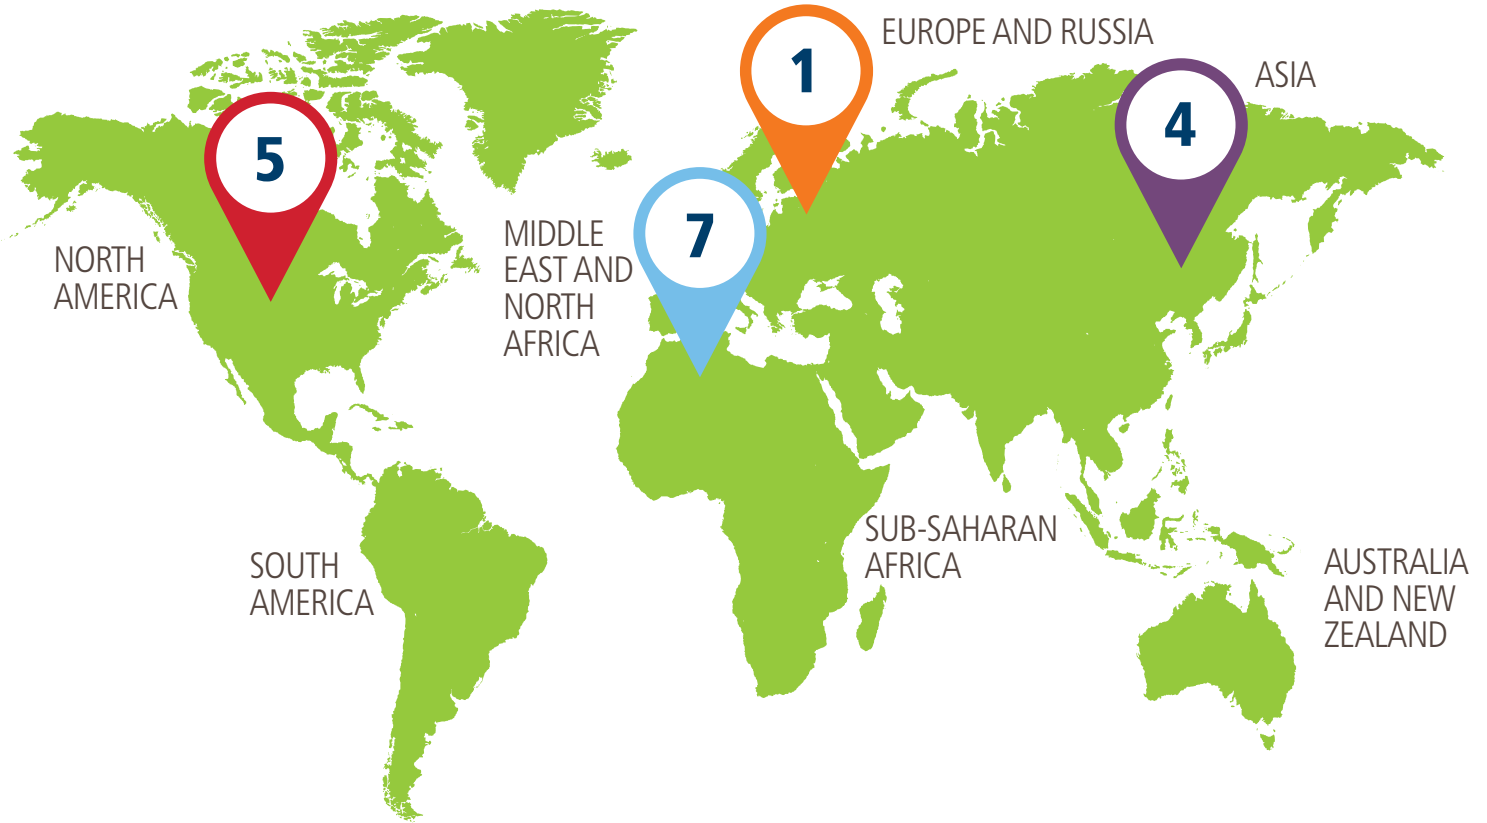 1
EUROPE AND RUSSIA
4
ASIA
5
NORTH
AMERICA
7
MIDDLE
EAST AND
NORTH
AFRICA
SUB-SAHARAN
AFRICA
SOUTH
AMERICA
AUSTRALIA
AND NEW
ZEALAND